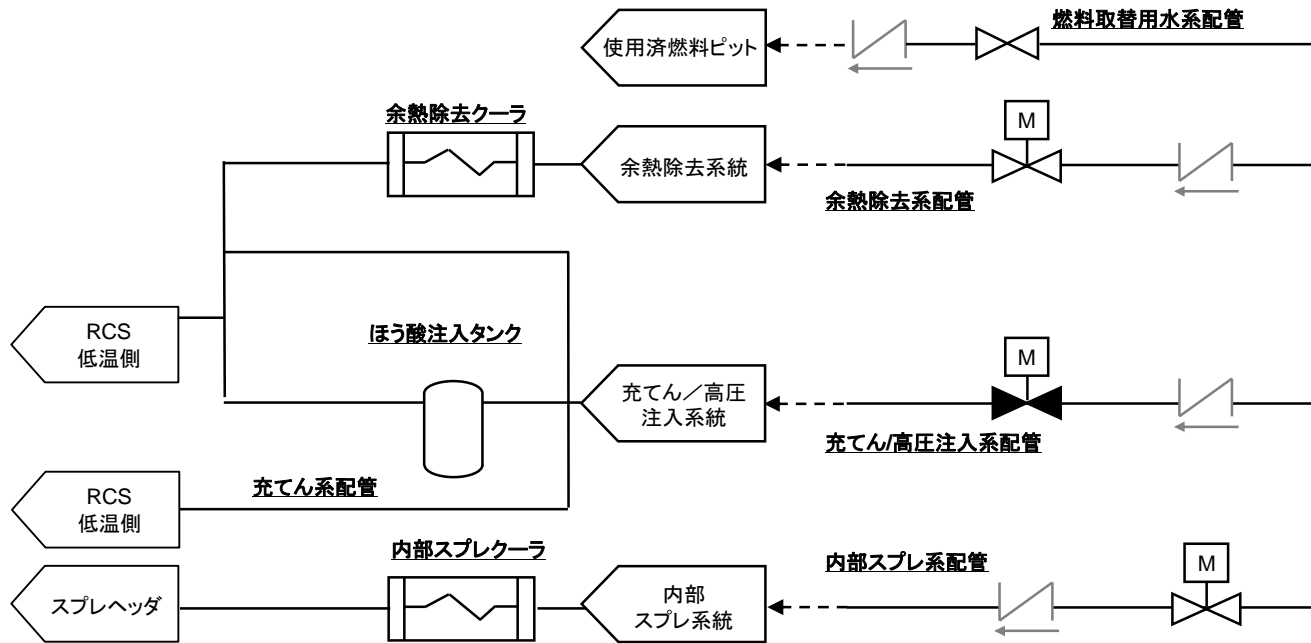 燃料取替用水系配管
使用済燃料ピット
余熱除去クーラ
M
余熱除去系統
余熱除去系配管
RCS
低温側
ほう酸注入タンク
M
充てん／高圧
注入系統
充てん/高圧注入系配管
充てん系配管
RCS
低温側
内部スプレクーラ
内部スプレ系配管
M
スプレヘッダ
内部
スプレ系統